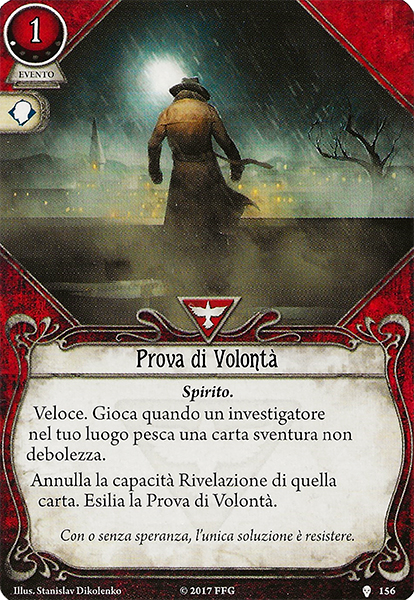 1
EVENTO
Prova di Volontà
Spirito.
Veloce. Gioca quando un investigatore
nel tuo luogo pesca una carta sventura non
debolezza.
Annulla la capacità Rivelazione di quella
carta. Esilia la Prova di Volontà.
Con o senza speranza, l'unica soluzione è resistere.
Illus. Stanislav Dikolenko © 2017 FFG 156